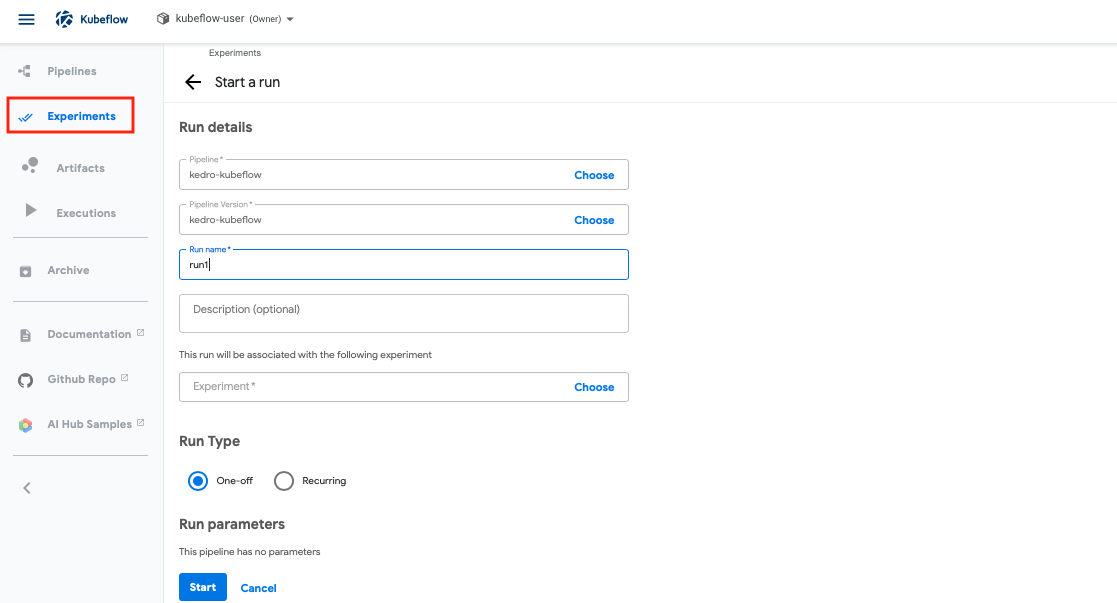 Kubeflow
kubeflow-user (Owner)
Pipelines
Experiments
Artifacts
Executions
Archive
Documentation
Github Repo
AI Hub Samples
Experiments
Start a run
Run details
Pipeline*
kedro-kubeflow
Choose
Pipeline Version*
kedro-kubeflow
Choose
Run name*
run1
Description (optional)
This run will be associated with the following experiment
Experiment*
Choose
Run Type
One-off
Recurring
Run parameters
This pipeline has no parameters
Start
Cancel